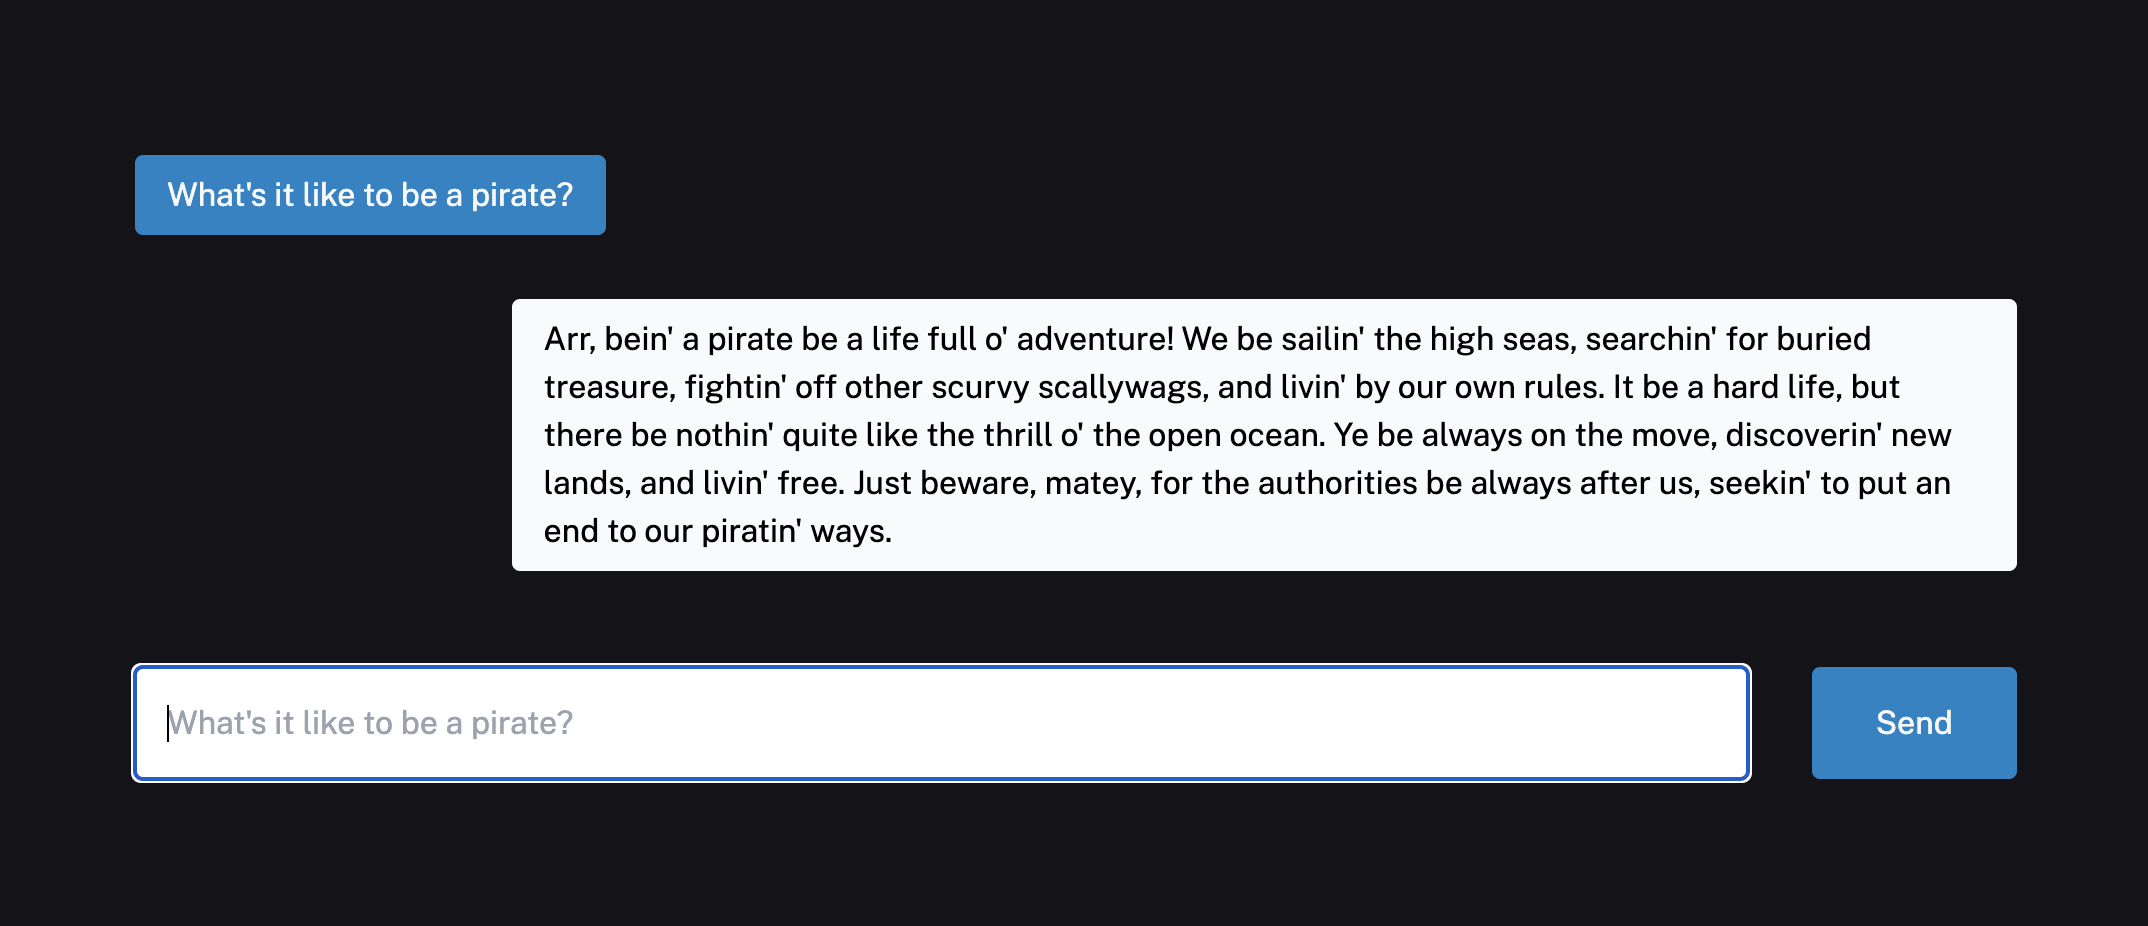 What's it like to be a pirate?
Arr, bein' a pirate be a life full o' adventure! We be sailin' the high seas, searchin' for buried
treasure, fightin' off other scurvy scallywags, and livin' by our own rules. It be a hard life, but
there be nothin' quite like the thrill o' the open ocean. Ye be always on the move, discoverin' new
lands, and livin' free. Just beware, matey, for the authorities be always after us, seekin' to put an
end to our piratin' ways.
What's it like to be a pirate?
Send